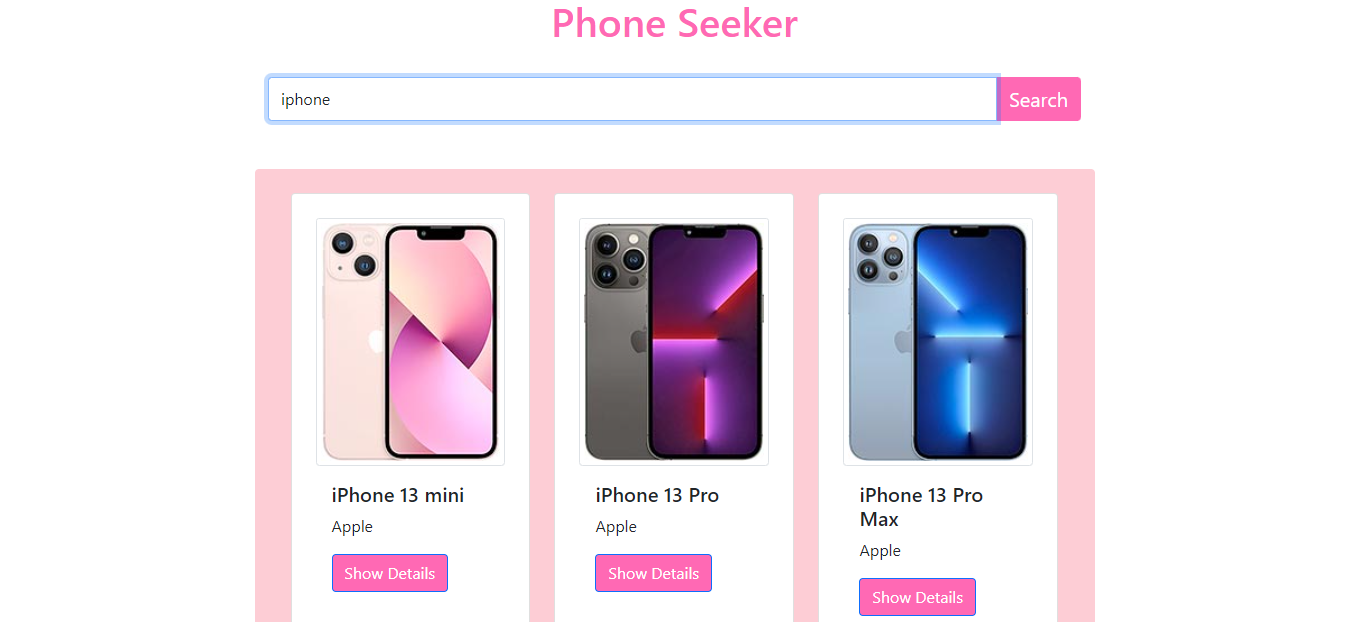 Phone Seeker
iphone
Search
iPhone 13 mini
Apple
Show Details
iPhone 13 Pro
Apple
Show Details
iPhone 13 Pro
Max
Apple
Show Details